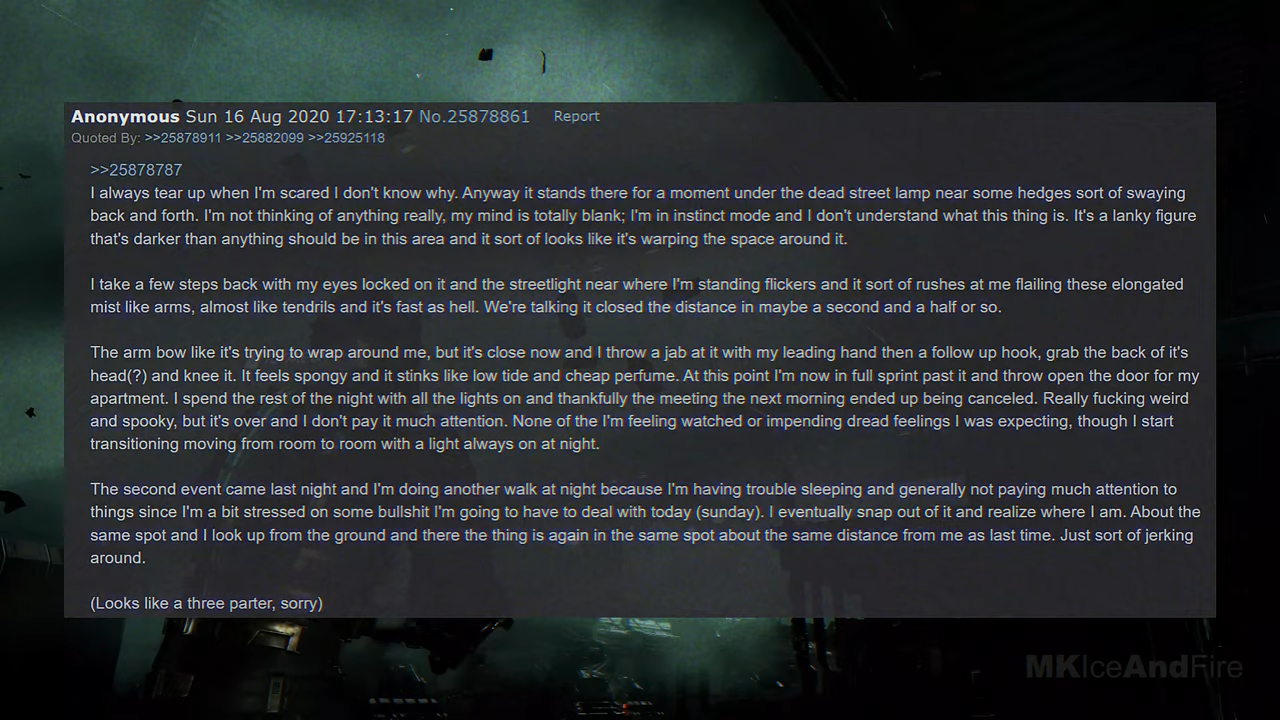 Anonymous Sun 16 Aug 2020 17:13:17 No.25878861 Report
Quoted By: >>25878911 >>25882099 >>25925118
>>25878787
I always tear up when I'm scared I don't know why. Anyway it stands there for a moment under the dead street lamp near some hedges sort of swaying
back and forth. I'm not thinking of anything really, my mind is totally blank; I'm in instinct mode and I don't understand what this thing is. It's a lanky figure
that's darker than anything should be in this area and it sort of looks like it's warping the space around it.
I take a few steps back with my eyes locked on it and the streetlight near where I'm standing flickers and it sort of rushes at me flailing these elongated
mist like arms, almost like tendrils and it's fast as hell. We're talking it closed the distance in maybe a second and a half or so.
The arm bow like it's trying to wrap around me, but it's close now and I throw a jab at it with my leading hand then a follow up hook, grab the back of it's
head(?) and knee it. It feels spongy and it stinks like low tide and cheap perfume. At this point I'm now in full sprint past it and throw open the door for my
apartment. I spend the rest of the night with all the lights on and thankfully the meeting the next morning ended up being canceled. Really fucking weird
and spooky, but it's over and I don't pay it much attention. None of the I'm feeling watched or impending dread feelings I was expecting, though I start
transitioning moving from room to room with a light always on at night.
The second event came last night and I'm doing another walk at night because I'm having trouble sleeping and generally not paying much attention to
things since I'm a bit stressed on some bullshit I'm going to have to deal with today (sunday). I eventually snap out of it and realize where I am. About the
same spot and I look up from the ground and there the thing is again in the same spot about the same distance from me as last time. Just sort of jerking
around.
(Looks like a three parter, sorry)
MKIceAndFire